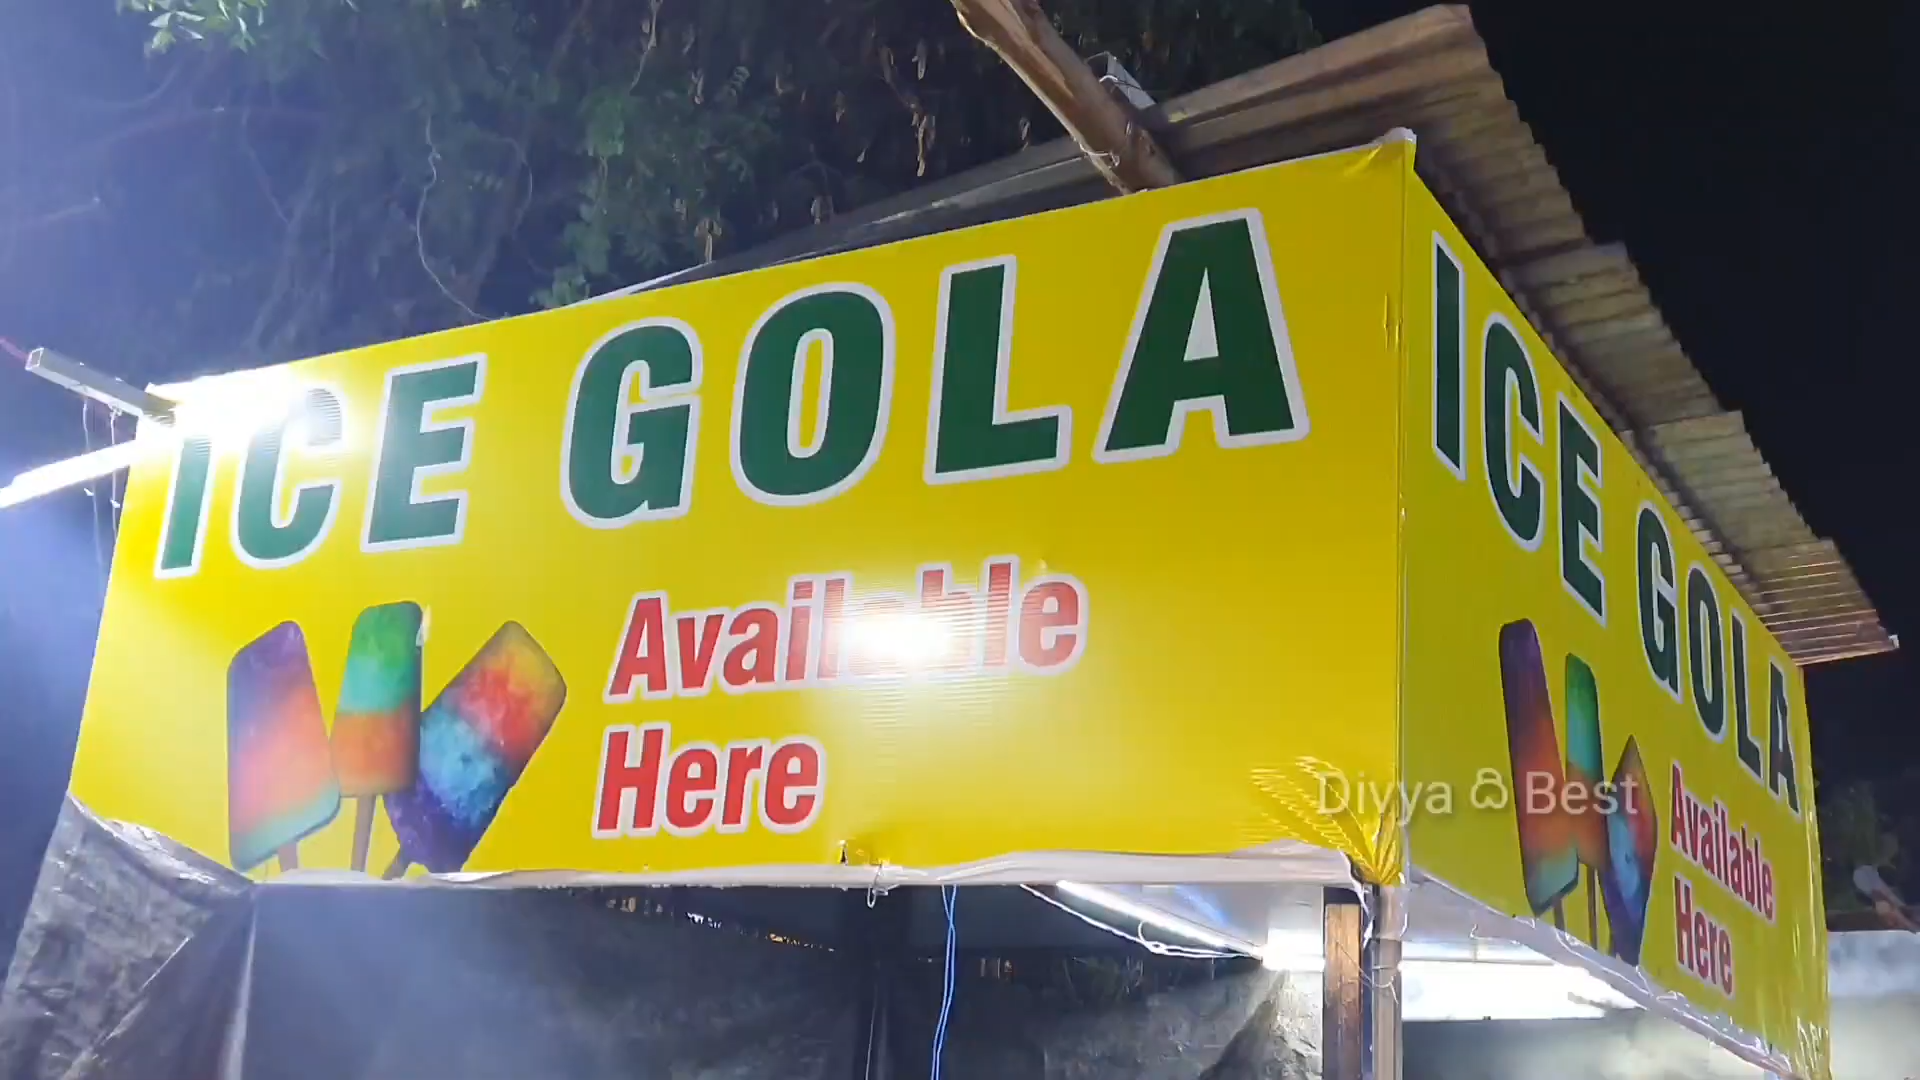 ICE GOLA
Available
Here
ICE GOLA
Available
Here
Divya ది Best